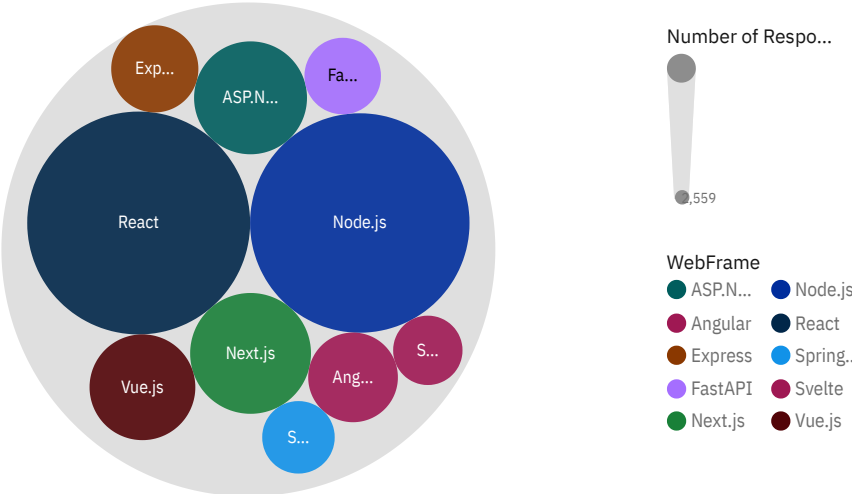 Exp...
ASP.N...
Fa...
React
Node.js
Next.js
S...
Ang...
Vue.js
S...
Number of Respo...
,559
WebFrame
ASP.N... Node.js
Angular React
Express Spring..
FastAPI Svelte
Next.js Vue.js